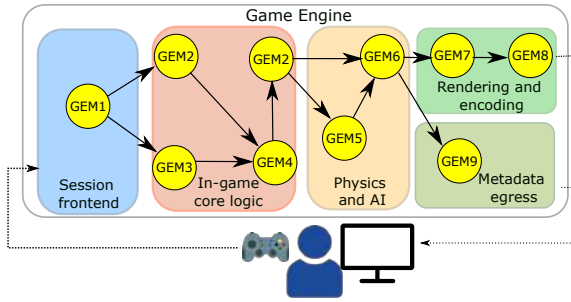 Game Engine
GEM2
GEM2
GEM6
GEM7
GEM8
Rendering and
encoding
GEM1
GEM5
GEM3
GEM4
GEM9
Session
frontend
In-game
core logic
Physics
and AI
Metadata
egress